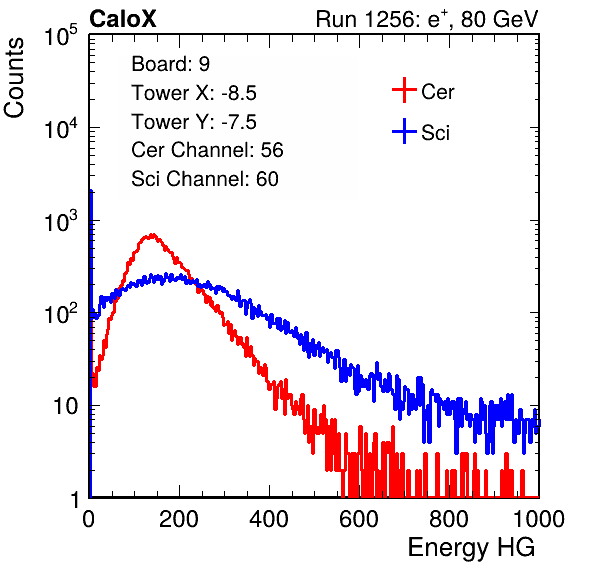 CaloX Run 1256: e⁺, 80 GeV
Counts
10⁵
10⁴
10³
10²
10
1
Board: 9
Tower X: -8.5
Tower Y: -7.5
Cer Channel: 56
Sci Channel: 60
Cer
Sci
0 200 400 600 800 1000
Energy HG